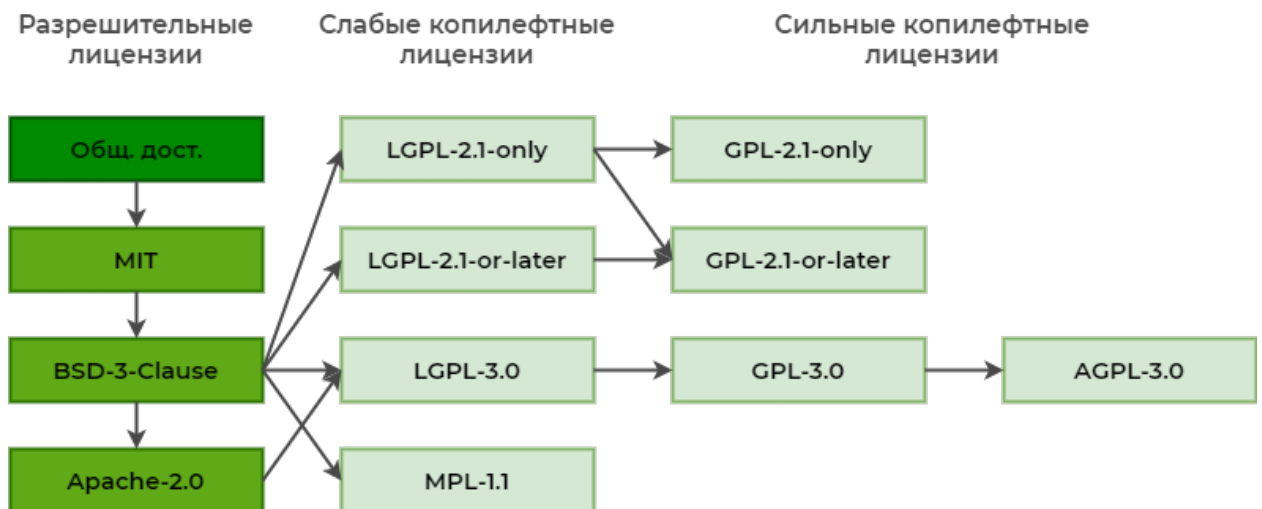 Разрешительные
лицензии
Слабые копилефтные
лицензии
Сильные копилефтные
лицензии
Общ. дост.
LGPL-2.1-only
GPL-2.1-only
MIT
LGPL-2.1-or-later
GPL-2.1-or-later
BSD-3-Clause
LGPL-3.0
GPL-3.0
AGPL-3.0
Apache-2.0
MPL-1.1